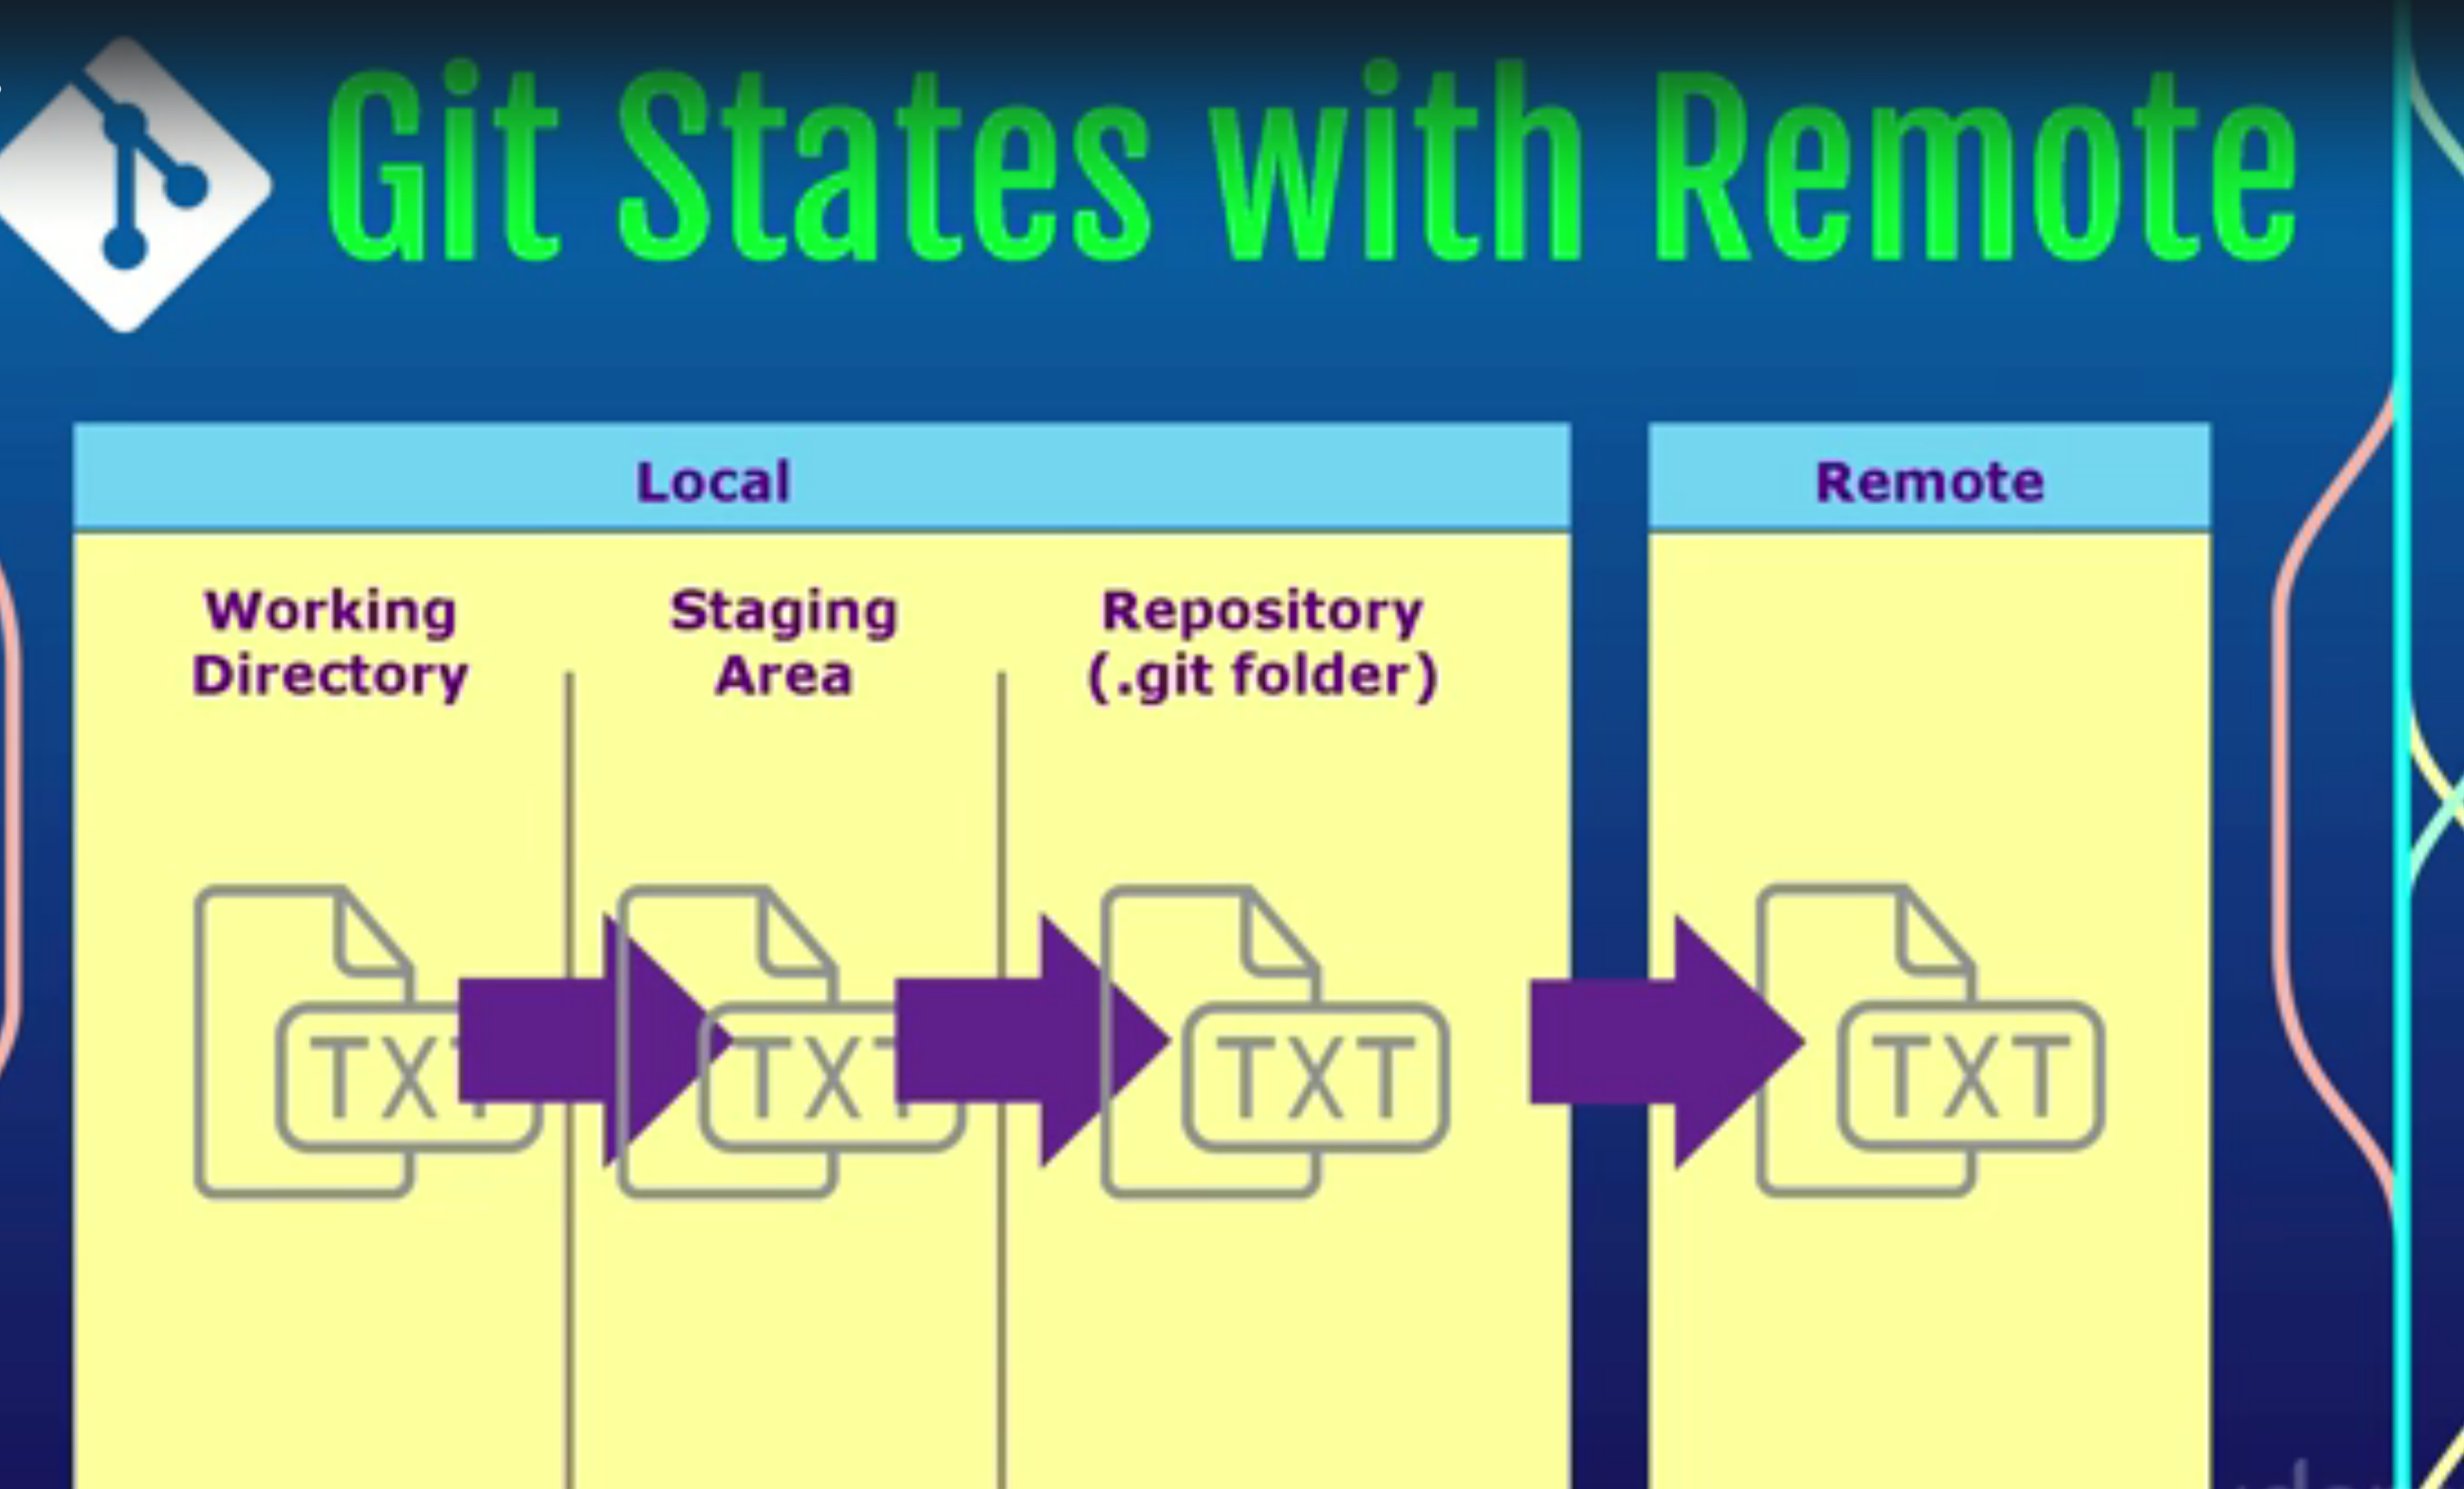 Git States with Remote
Local
Remote
Working
Directory
Staging
Area
Repository
(.git folder)
TXT
TXT
TXT
TXT